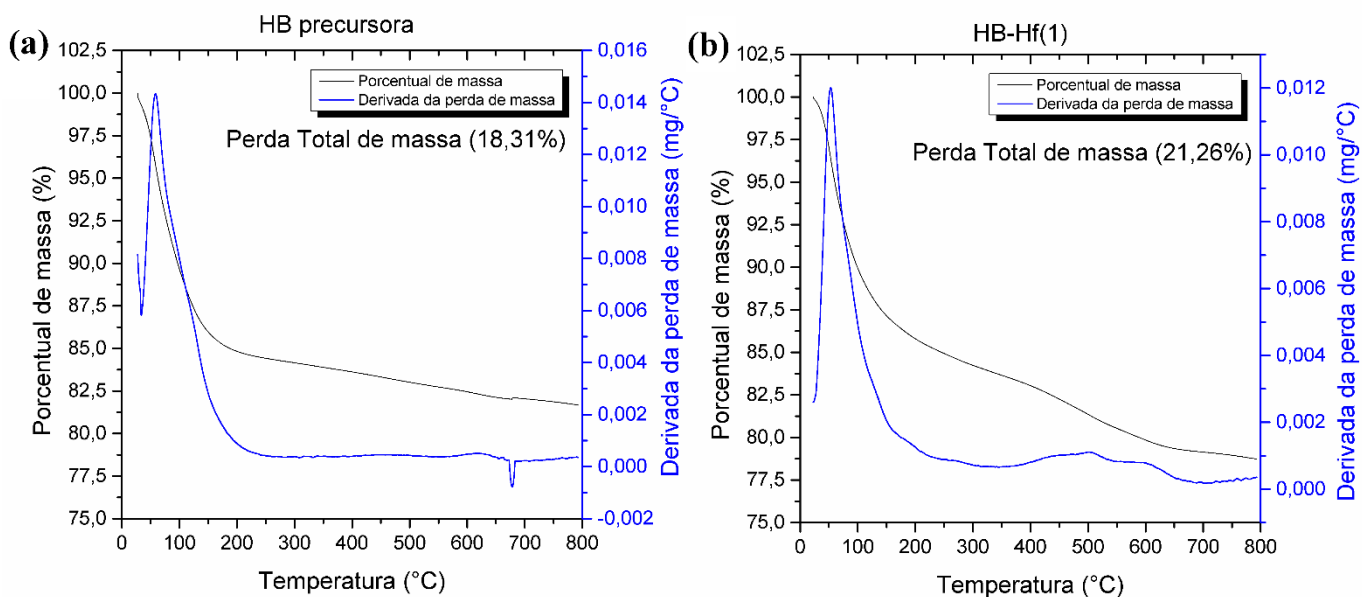 (a)
HB precursora
Porcentual de massa
Derivada da perda de massa
Perda Total de massa (18,31%)
Porcentual de massa (%)
102,5
100,0
97,5
95,0
92,5
90,0
87,5
85,0
82,5
80,0
77,5
75,0
0 100 200 300 400 500 600 700 800
Temperatura (°C)
0,016
0,014
0,012
0,010
0,008
0,006
0,004
0,002
0,000
-0,002
Derivada da perda de massa (mg/°C)
(b)
HB-Hf(1)
Porcentual de massa
Derivada da perda de massa
Perda Total de massa (21,26%)
Porcentual de massa (%)
102,5
100,0
97,5
95,0
92,5
90,0
87,5
85,0
82,5
80,0
77,5
75,0
0 100 200 300 400 500 600 700 800
Temperatura (°C)
0,012
0,010
0,008
0,006
0,004
0,002
0,000
Derivada da perda de massa (mg/°C)